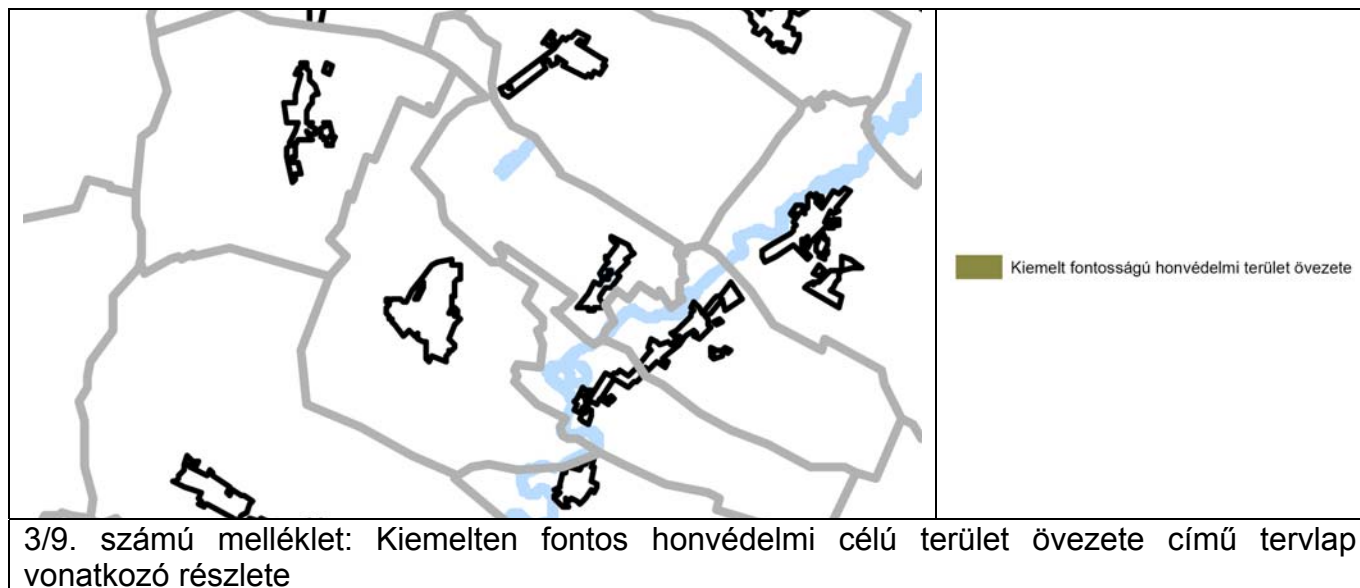 Kiemelt fontosságú honvédelmi terület övezete
3/9. számú melléklet: Kiemelten fontos honvédelmi célú terület övezete című tervlap
vonatkozó részlete